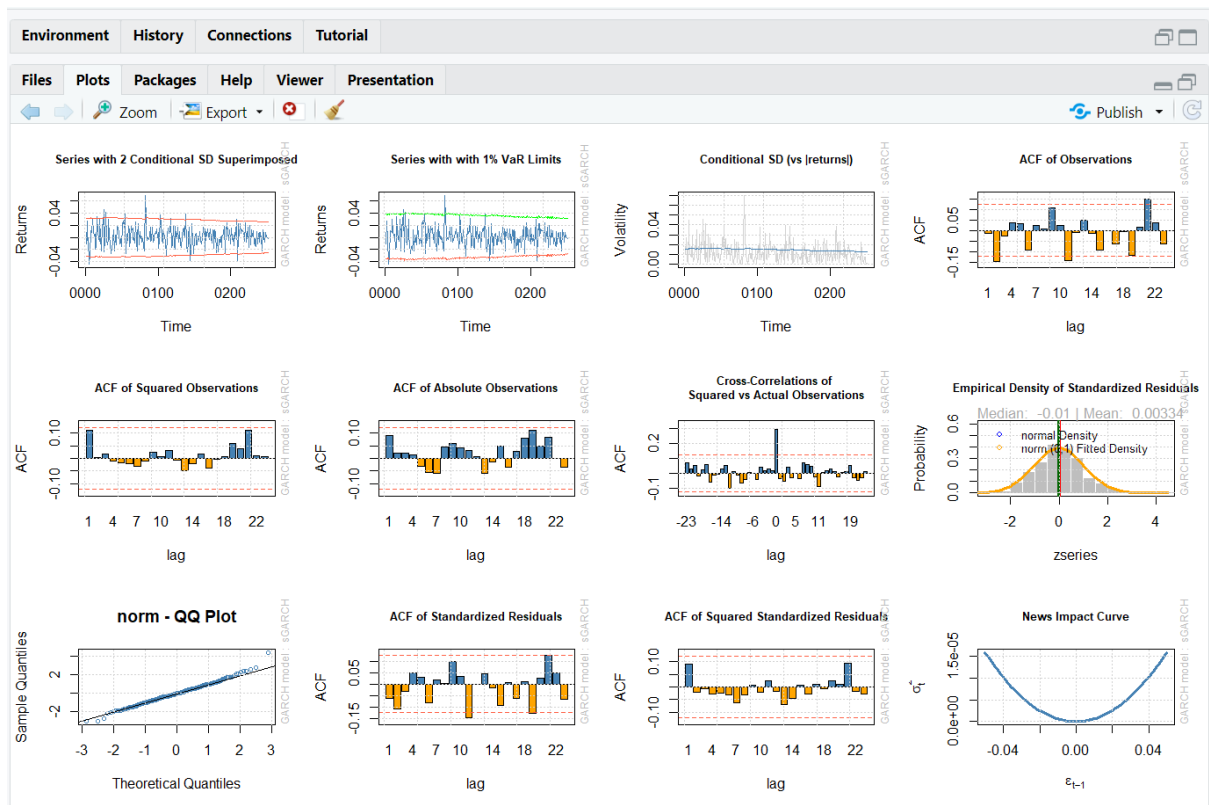 Environment History Connections Tutorial
Files Plots Packages Help Viewer Presentation
Zoom Export Publish
Series with 2 Conditional SD Superimposed
Returns
0.04
-0.04
0000 0100 0200
Time
GARCH model : sGARCH
Series with with 1% VaR Limits
Returns
0.04
-0.04
0000 0100 0200
Time
GARCH model : sGARCH
Conditional SD (vs |returns|)
Volatility
0.04
0.00
0000 0100 0200
Time
GARCH model : sGARCH
ACF of Observations
ACF
0.05
-0.15
1 4 7 10 14 18 22
lag
GARCH model : sGARCH
ACF of Squared Observations
ACF
0.10
-0.10
1 4 7 10 14 18 22
lag
GARCH model : sGARCH
ACF of Absolute Observations
ACF
0.10
-0.10
1 4 7 10 14 18 22
lag
GARCH model : sGARCH
Cross-Correlations of
Squared vs Actual Observations
ACF
0.2
-0.1
-23 -14 -6 0 5 11 19
lag
GARCH model : sGARCH
Empirical Density of Standardized Residuals
Median: -0.01 | Mean: 0.00334
normal Density
norm (0,1) Fitted Density
Probability
0.6
0.3
0.0
-2 0 2 4
zseries
GARCH model : sGARCH
norm - QQ Plot
Sample Quantiles
2
-2
-3 -2 -1 0 1 2 3
Theoretical Quantiles
GARCH model : sGARCH
ACF of Standardized Residuals
ACF
0.05
-0.15
1 4 7 10 14 18 22
lag
GARCH model : sGARCH
ACF of Squared Standardized Residuals
ACF
0.10
-0.10
1 4 7 10 14 18 22
lag
GARCH model : sGARCH
News Impact Curve
1.5e-05
0.0e+00
-0.04 0.00 0.04
εt−1
GARCH model : sGARCH